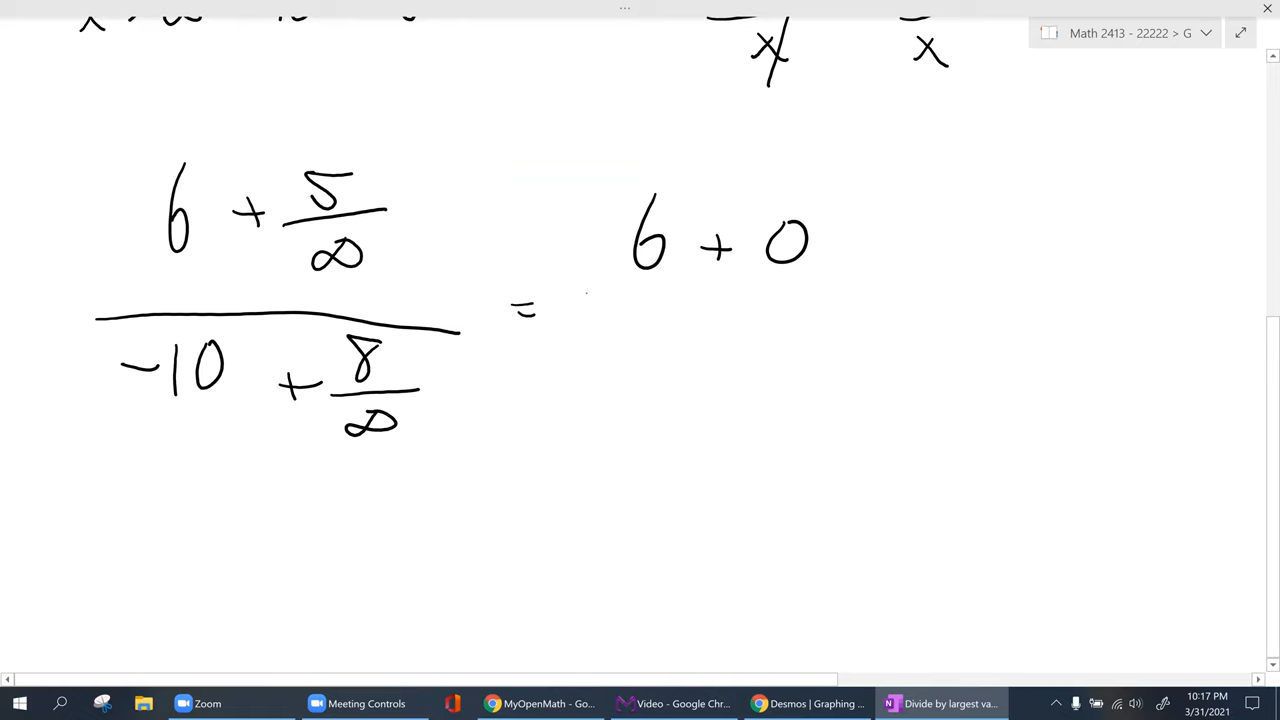 Math 2413 - 22222 > G
x x
6 + 5/∞
-10 + 8/∞
= 6 + 0
Zoom
Meeting Controls
MyOpenMath - Go...
Video - Google Chr...
Desmos | Graphing ...
Divide by largest va...
10:17 PM
3/31/2021